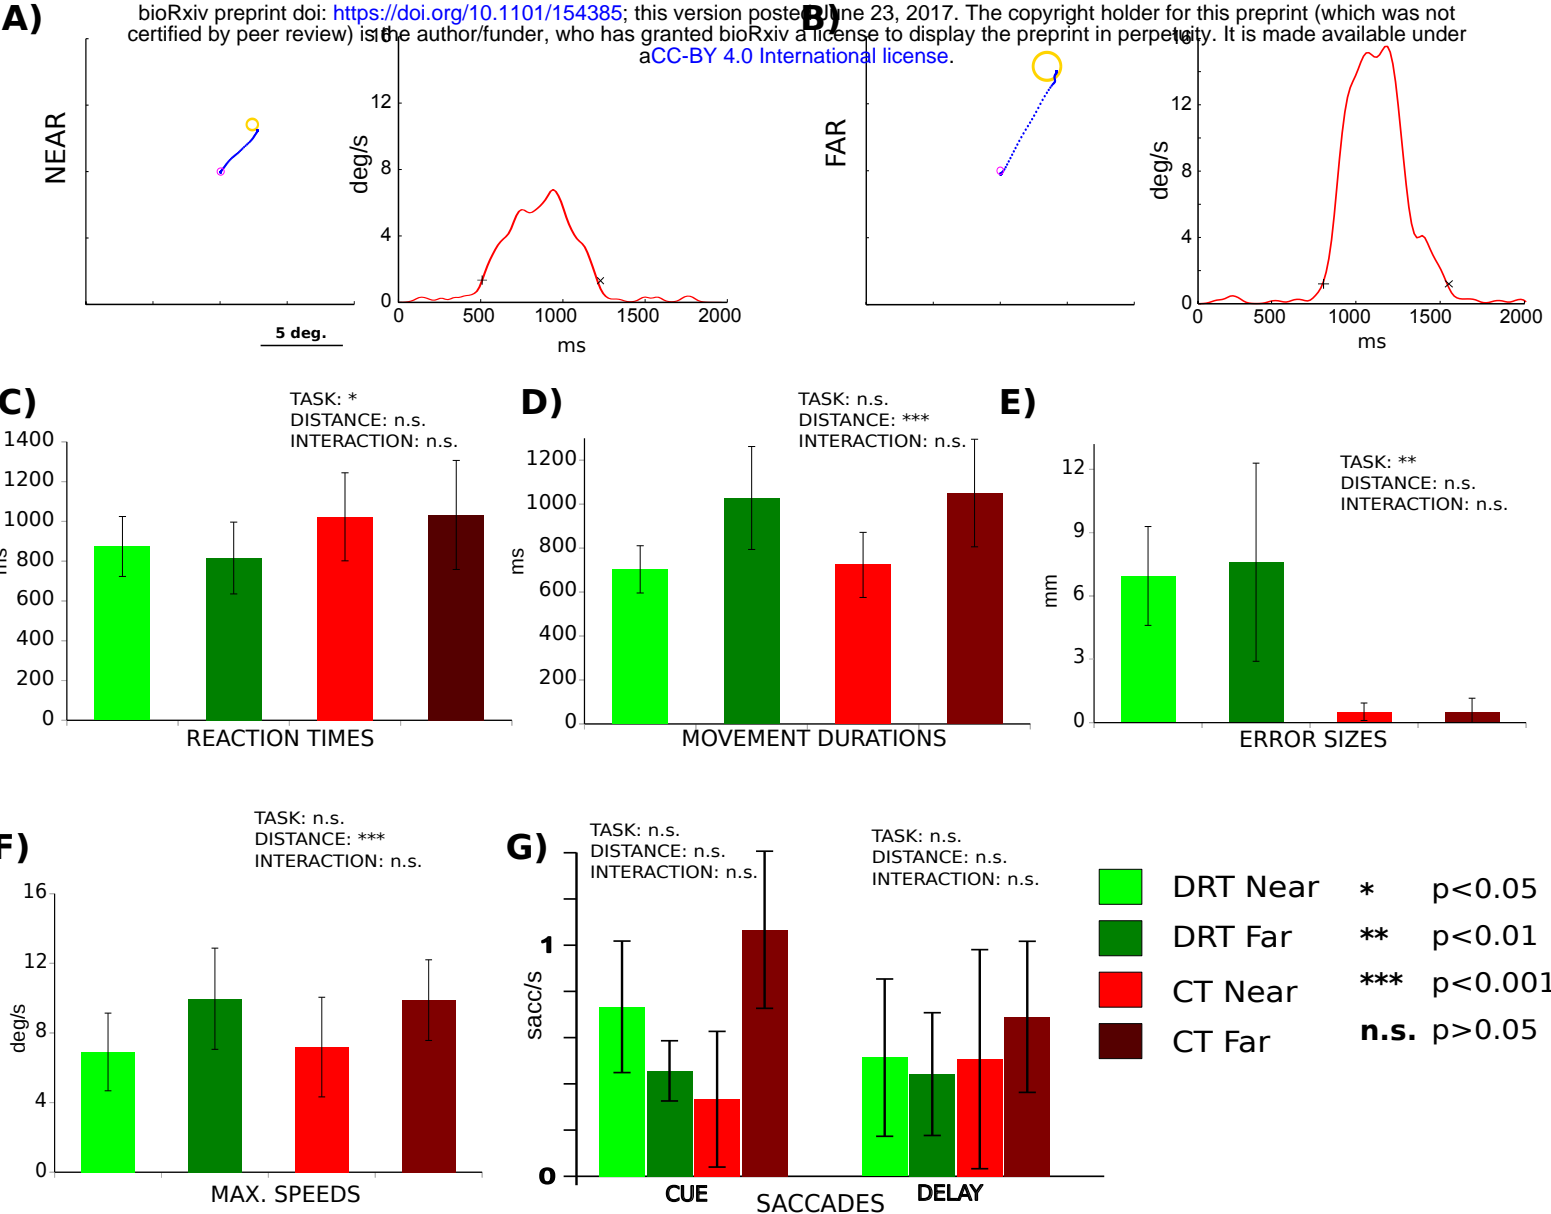 bioRxiv preprint doi: https://doi.org/10.1101/154385; this version posted June 23, 2017. The copyright holder for this preprint (which was not
certified by peer review) is the author/funder, who has granted bioRxiv a license to display the preprint in perpetuity. It is made available under
aCC-BY 4.0 International license.
A)
NEAR
5 deg.
deg/s
16
12
8
4
0
0 500 1000 1500 2000
ms
B)
FAR
deg/s
16
12
8
4
0
0 500 1000 1500 2000
ms
C)
TASK: *
DISTANCE: n.s.
INTERACTION: n.s.
1400
1200
1000
800
600
400
200
0
ms
REACTION TIMES
D)
TASK: n.s.
DISTANCE: ***
INTERACTION: n.s.
1200
1000
800
600
400
200
0
ms
MOVEMENT DURATIONS
E)
TASK: **
DISTANCE: n.s.
INTERACTION: n.s.
12
9
6
3
0
mm
ERROR SIZES
F)
TASK: n.s.
DISTANCE: ***
INTERACTION: n.s.
16
12
8
4
0
deg/s
MAX. SPEEDS
G)
TASK: n.s.
DISTANCE: n.s.
INTERACTION: n.s.
TASK: n.s.
DISTANCE: n.s.
INTERACTION: n.s.
1
0
sacc/s
CUE
DELAY
SACCADES
DRT Near
DRT Far
CT Near
CT Far
* p<0.05
** p<0.01
*** p<0.001
n.s. p>0.05